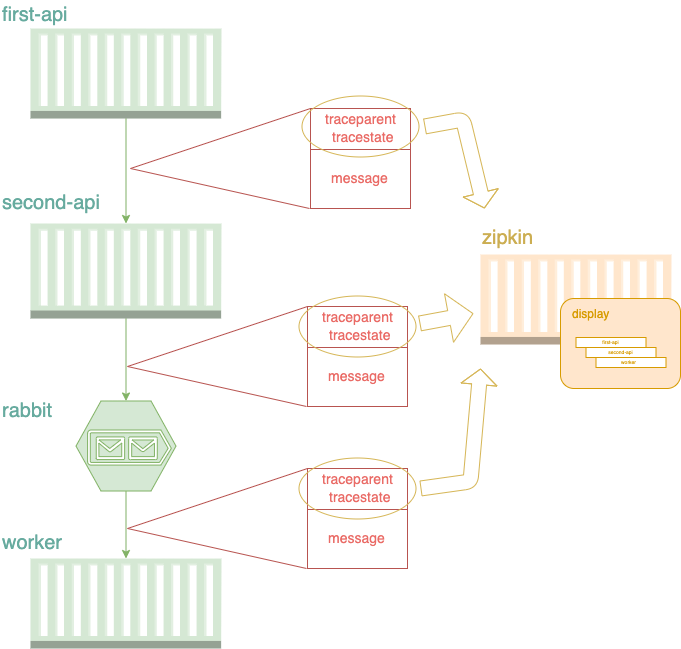 first-api
traceparent
tracestate
message
second-api
zipkin
display
first-api
second-api
worker
traceparent
tracestate
message
rabbit
traceparent
tracestate
message
worker